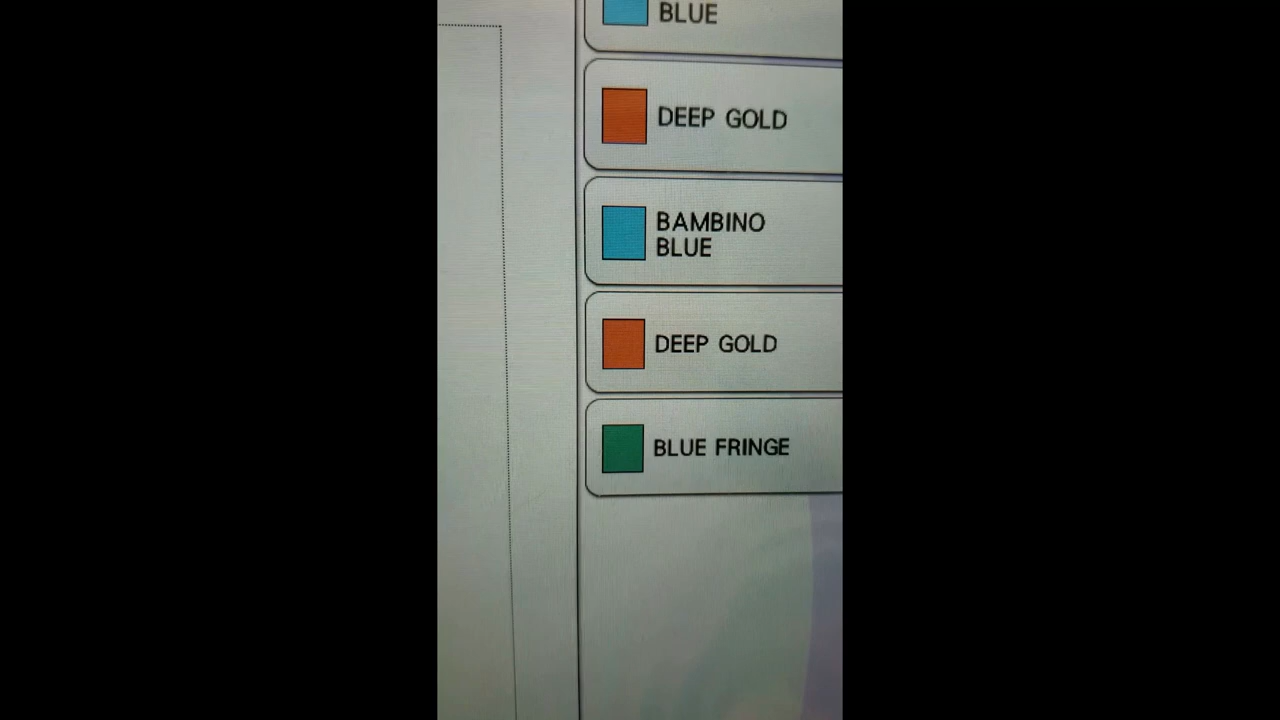 BLUE
DEEP GOLD
BAMBINO
BLUE
DEEP GOLD
BLUE FRINGE